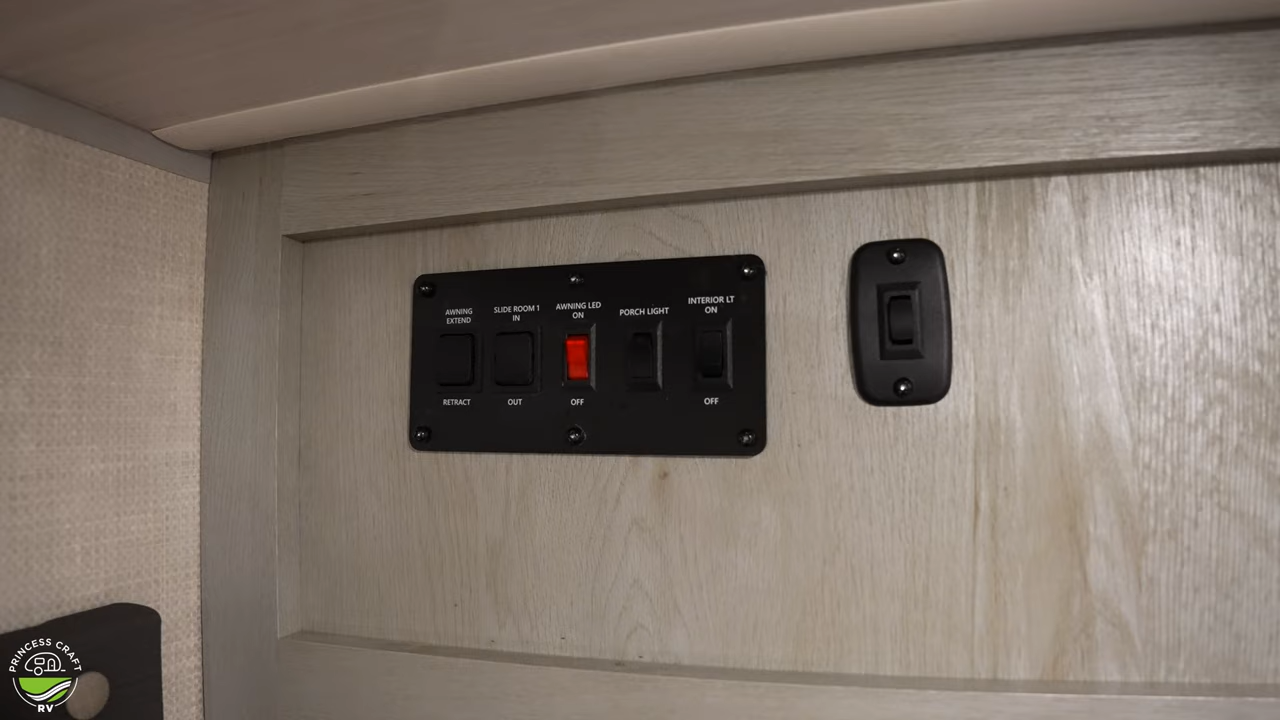 AWNING
EXTEND
RETRACT
SLIDE ROOM 1
IN
OUT
AWNING LED
ON
OFF
PORCH LIGHT
INTERIOR LT
ON
OFF
PRINCESS CRAFT
RV